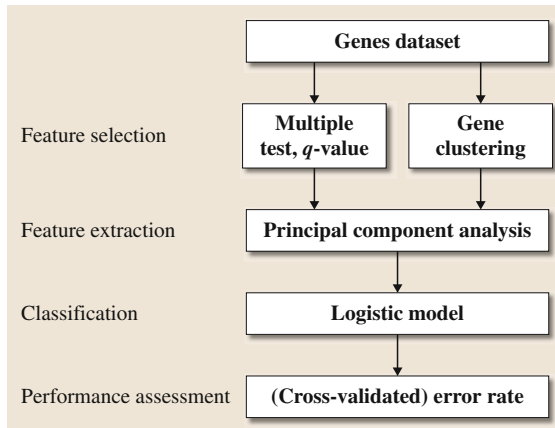 Genes dataset
Feature selection
Multiple
test, q-value
Gene
clustering
Feature extraction
Principal component analysis
Classification
Logistic model
Performance assessment
(Cross-validated) error rate